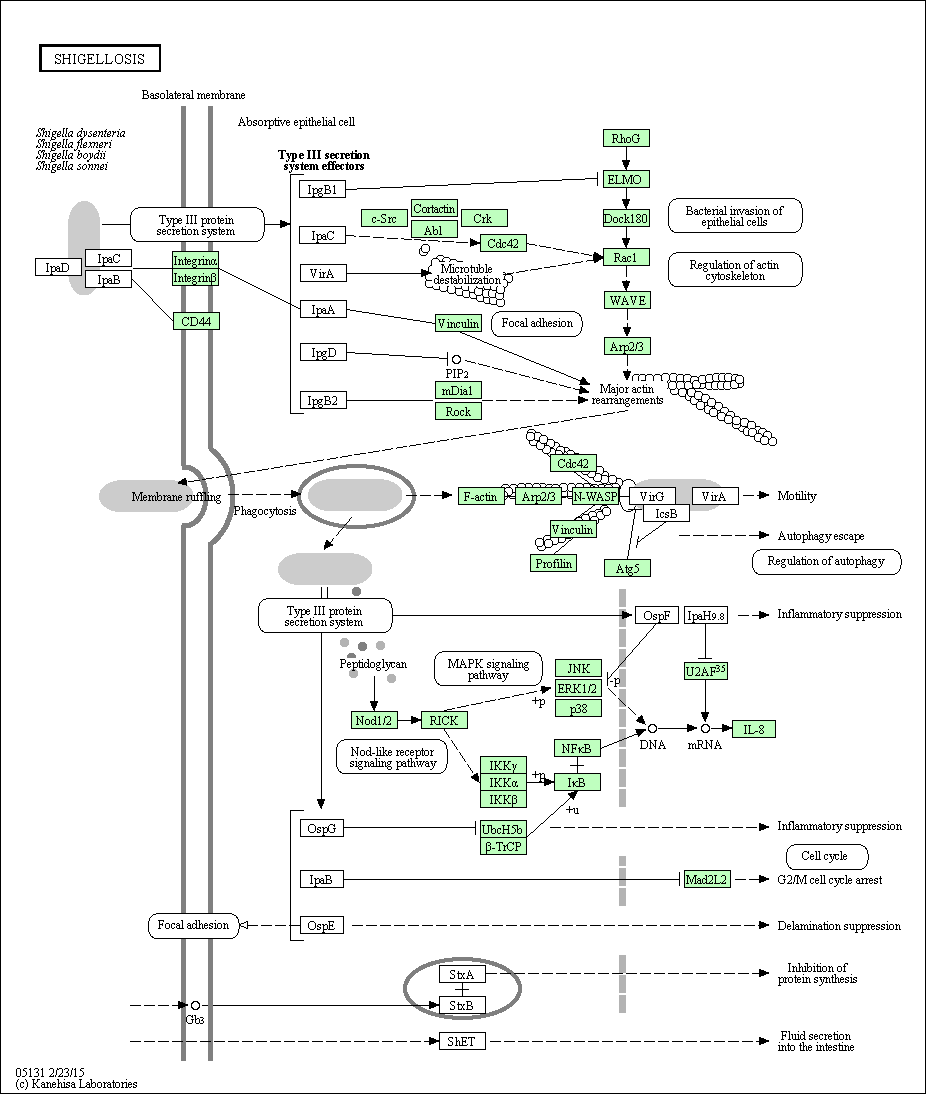 SHIGELLOSIS
Basolateral membrane
Absorptive epithelial cell
Shigella dysenteria
Shigella flexneri
Shigella boydii
Shigella sonnei
Type III secretion
system effectors
RhoG
IpgB1
ELMO
Cortactin
c-Src
Crk
Abl
Dock180
Bacterial invasion of
epithelial cells
Type III protein
secretion system
IpaC
Cdc42
IpaC
IpaD
IpaB
Integrinα
Integrinβ
Rac1
Regulation of actin
cytoskeleton
VirA
Microtuble
destabilization
WAVE
IpaA
CD44
Vinculin
Focal adhesion
Arp2/3
IpgD
PIP2
mDia1
Major actin
rearrangements
IpgB2
Rock
Cdc42
Membrane ruffling
Phagocytosis
F-actin
Arp2/3
N-WASP
VirG
VirA
Motility
IcsB
Vinculin
Autophagy escape
Profilin
Atg5
Regulation of autophagy
Type III protein
secretion system
OspF
IpaH9.8
Inflammatory suppression
Peptidoglycan
MAPK signaling
pathway
JNK
ERK1/2
p38
-p
+p
U2AF35
Nod1/2
RICK
DNA
mRNA
IL-8
Nod-like receptor
signaling pathway
NFκB
IKKγ
IKKα
IKKβ
+p
IκB
+u
OspG
UbcH5b
β-TrCP
Inflammatory suppression
Cell cycle
IpaB
Mad2L2
G2/M cell cycle arrest
Focal adhesion
OspE
Delamination suppression
StxA
Inhibition of
protein synthesis
StxB
Gb3
ShET
Fluid secretion
into the intestine
05131 2/23/15
(c) Kanehisa Laboratories